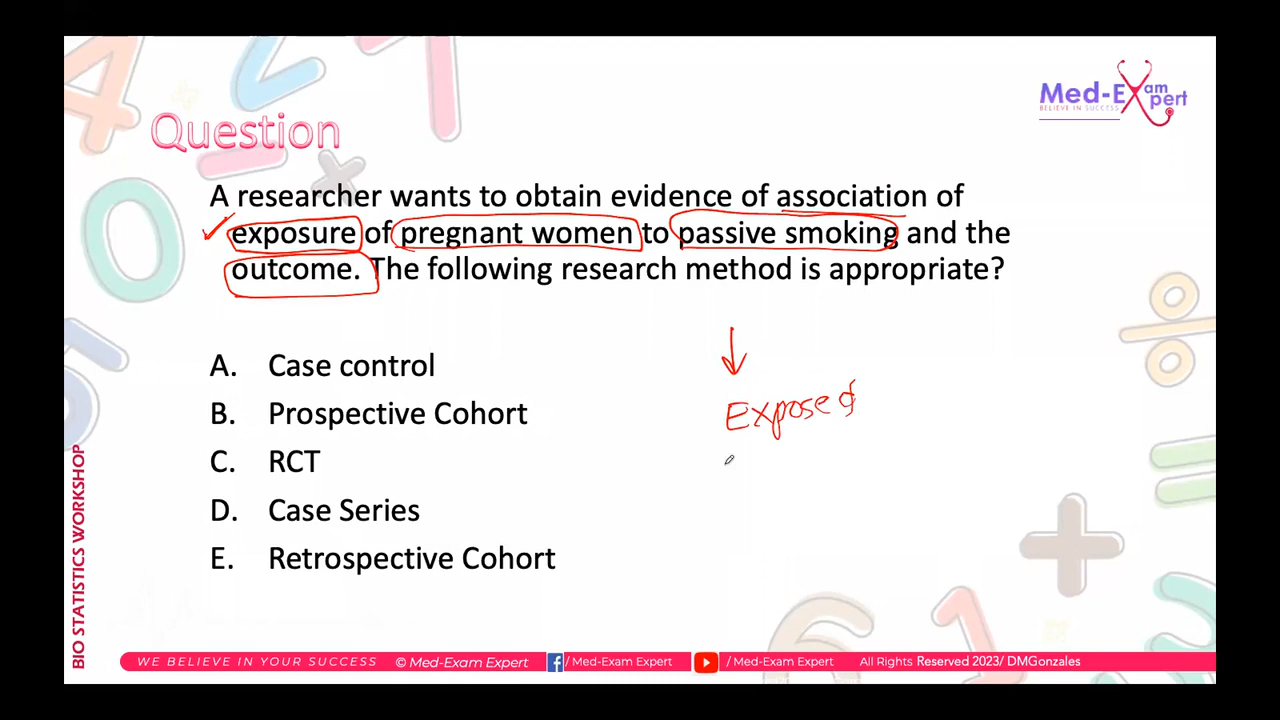 Med-Exam Expert
BELIEVE IN SUCCESS
Question
A researcher wants to obtain evidence of association of
exposure of pregnant women to passive smoking and the
outcome. The following research method is appropriate?
A. Case control
B. Prospective Cohort
C. RCT
D. Case Series
E. Retrospective Cohort
Exposed
BIO STATISTICS WORKSHOP
WE BELIEVE IN YOUR SUCCESS © Med-Exam Expert / Med-Exam Expert / Med-Exam Expert All Rights Reserved 2023/ DMGonzales